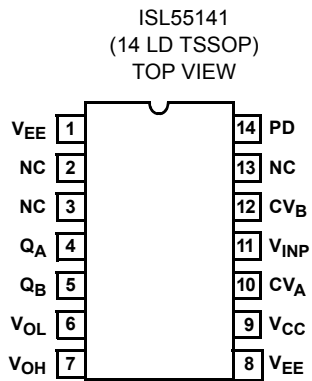 ISL55141
(14 LD TSSOP)
TOP VIEW
VEE 1 14 PD
NC 2 13 NC
NC 3 12 CVB
QA 4 11 VINP
QB 5 10 CVA
VOL 6 9 VCC
VOH 7 8 VEE